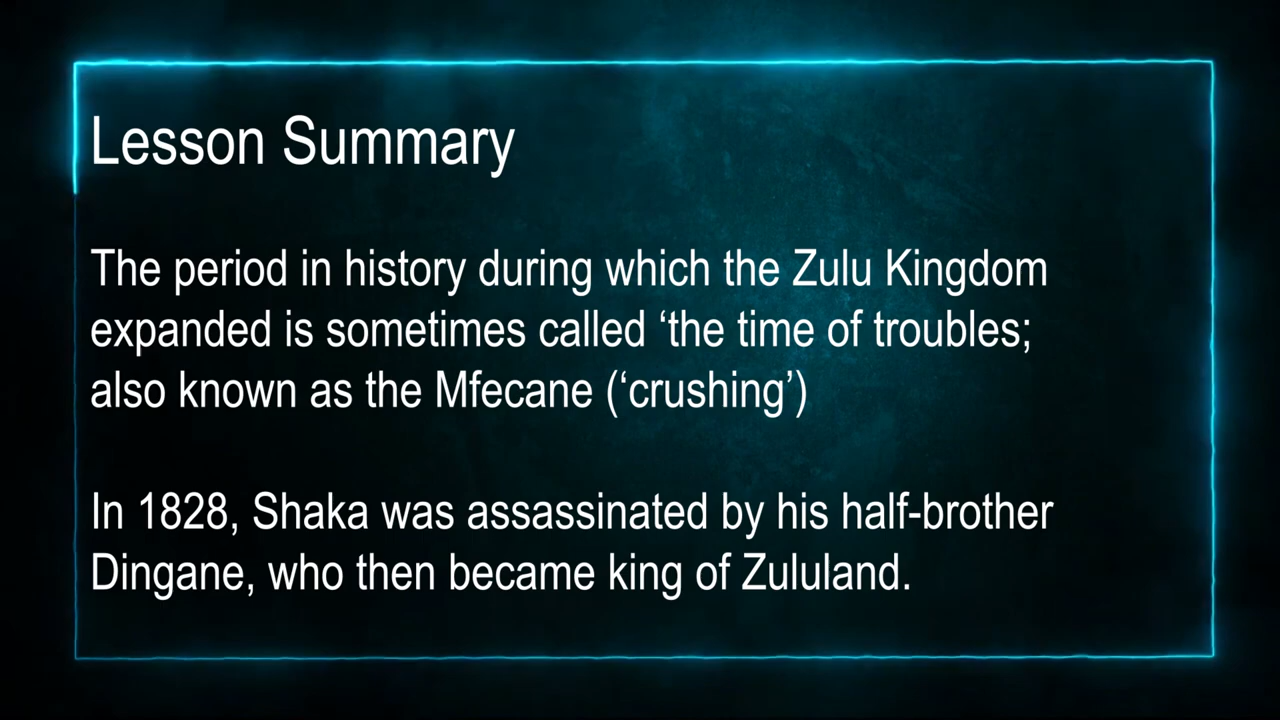 Lesson Summary
The period in history during which the Zulu Kingdom
expanded is sometimes called ‘the time of troubles;
also known as the Mfecane (‘crushing’)
In 1828, Shaka was assassinated by his half-brother
Dingane, who then became king of Zululand.